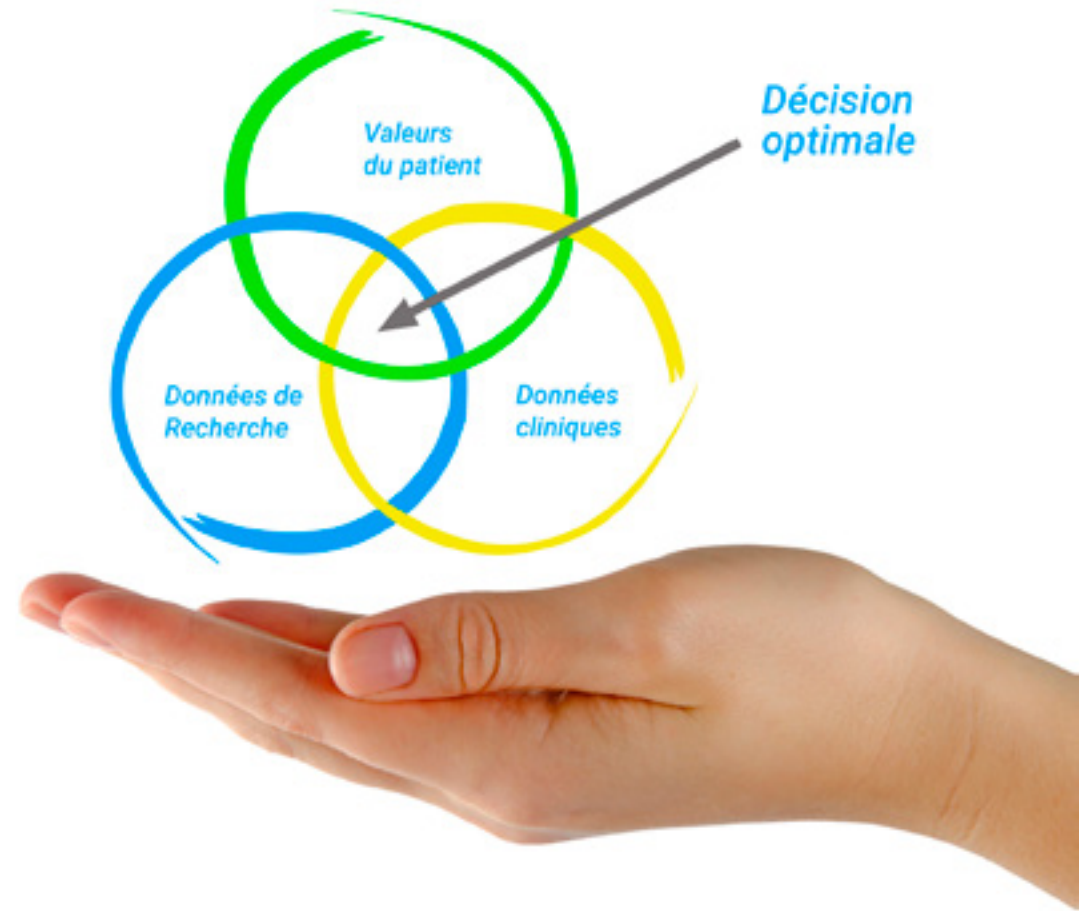 Valeurs
du patient
Décision
optimale
Données de
Recherche
Données
cliniques